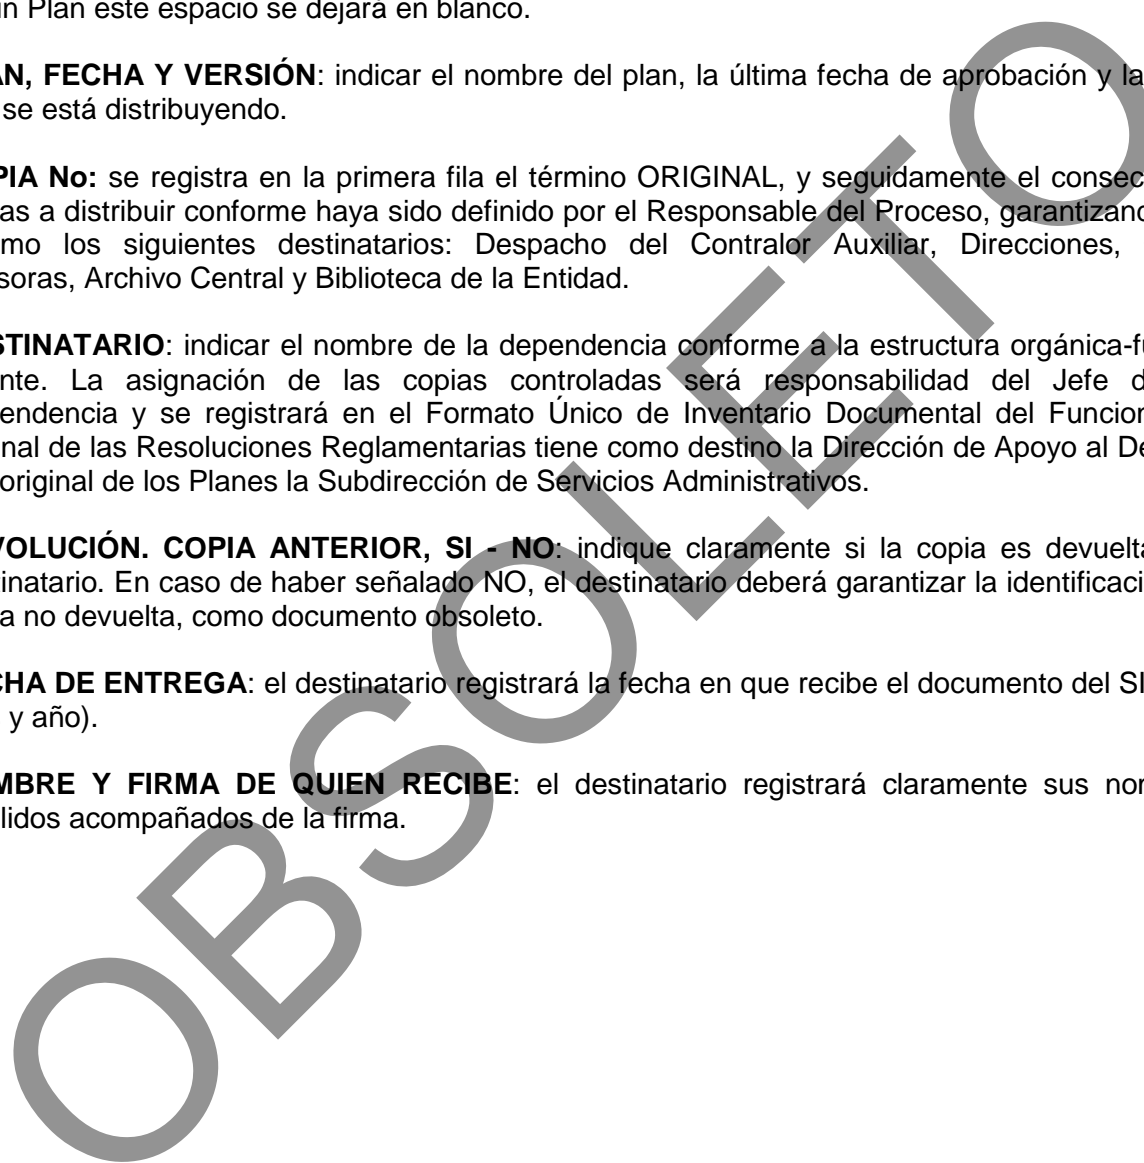 in Plan este espacio se dejará en blanco.
AN, FECHA Y VERSIÓN: indicar el nombre del plan, la última fecha de aprobación y la
se está distribuyendo.
PIA No: se registra en la primera fila el término ORIGINAL, y seguidamente el consec
as a distribuir conforme haya sido definido por el Responsable del Proceso, garantizand
mo los siguientes destinatarios: Despacho del Contralor Auxiliar, Direcciones,
soras, Archivo Central y Biblioteca de la Entidad.
STINATARIO: indicar el nombre de la dependencia conforme a la estructura orgánica-fu
nte. La asignación de las copias controladas será responsabilidad del Jefe d
endencia y se registrará en el Formato Único de Inventario Documental del Funcion
nal de las Resoluciones Reglamentarias tiene como destino la Dirección de Apoyo al De
original de los Planes la Subdirección de Servicios Administrativos.
VOLUCIÓN. COPIA ANTERIOR, SI - NO: indique claramente si la copia es devuelta
inatario. En caso de haber señalado NO, el destinatario deberá garantizar la identificaci
a no devuelta, como documento obsoleto.
CHA DE ENTREGA: el destinatario registrará la fecha en que recibe el documento del SI
y año).
MBRE Y FIRMA DE QUIEN RECIBE: el destinatario registrará claramente sus nor
lidos acompañados de la firma.
OBSOLETO